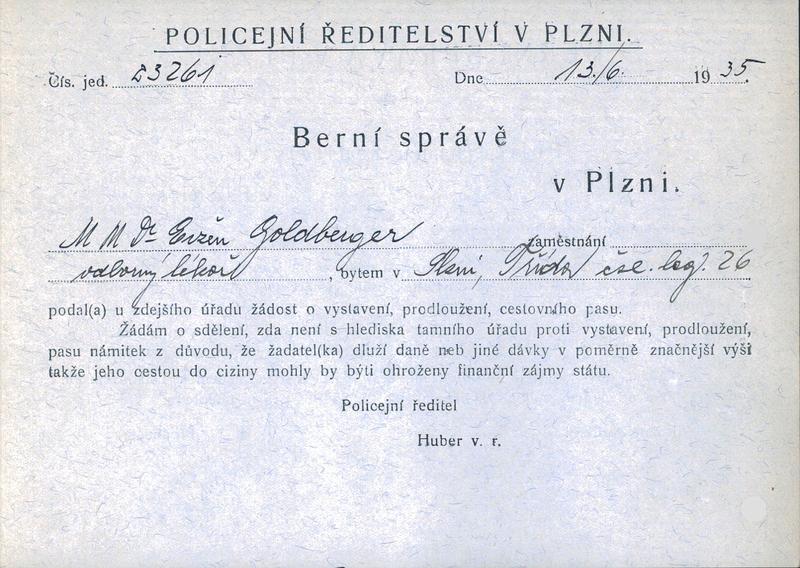 POLICEJNÍ ŘEDITELSTVÍ V PLZNI.
Čís. jed. 53261 Dne 13./6. 1935.
Berní správě
v Plzni.
M M Dr Evžen Goldberger zaměstnání
odborný lékař, bytem v Plzni, Třída čsl. leg. 26
podal(a) u zdejšího úřadu žádost o vystavení, prodloužení, cestovního pasu.
Žádám o sdělení, zda není s hlediska tamního úřadu proti vystavení, prodloužení,
pasu námitek z důvodu, že žadatel(ka) dluží daně neb jiné dávky v poměrně značnější výši
takže jeho cestou do ciziny mohly by býti ohroženy finanční zájmy státu.
Policejní ředitel
Huber v. r.